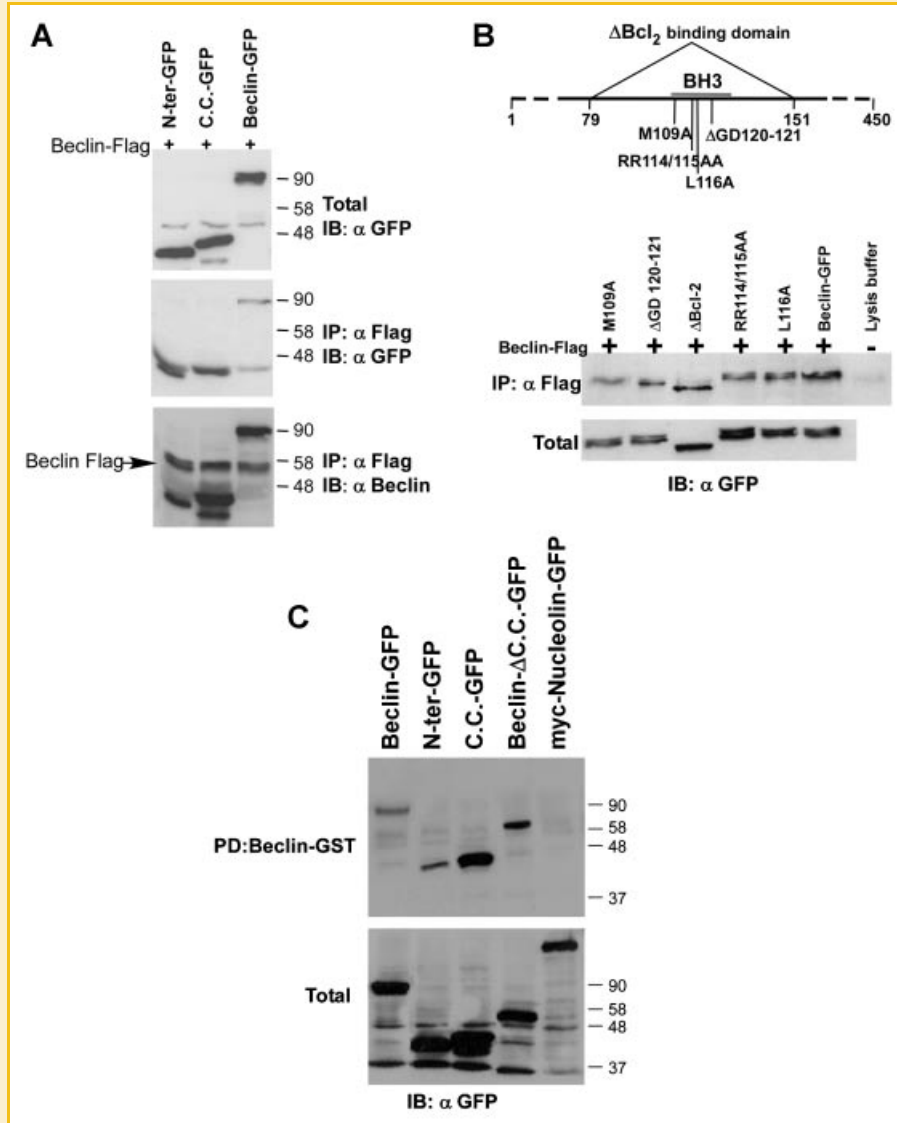 A
N-ter-GFP
C.C.-GFP
Beclin-GFP
Beclin-Flag + + +
90
58
48
Total
IB: α GFP
90
58
48
IP: α Flag
IB: α GFP
Beclin Flag
90
58
48
IP: α Flag
IB: α Beclin
B
ΔBcl2 binding domain
BH3
1 79 151 450
M109A ΔGD120-121
RR114/115AA
L116A
M109A
ΔGD 120-121
ΔBcl-2
RR114/115AA
L116A
Beclin-GFP
Lysis buffer
Beclin-Flag + + + + + + -
IP: α Flag
Total
IB: α GFP
C
Beclin-GFP
N-ter-GFP
C.C.-GFP
Beclin-ΔC.C.-GFP
myc-Nucleolin-GFP
PD:Beclin-GST
90
58
48
37
Total
90
58
48
37
IB: α GFP